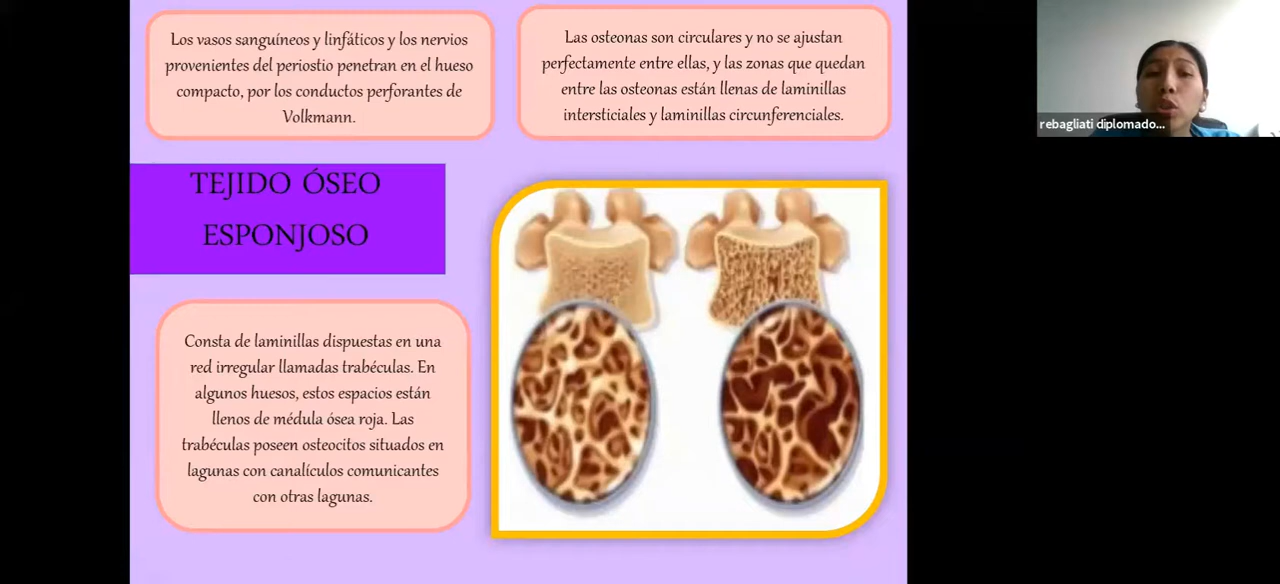 Los vasos sanguíneos y linfáticos y los nervios
provenientes del periostio penetran en el hueso
compacto, por los conductos perforantes de
Volkmann.
Las osteonas son circulares y no se ajustan
perfectamente entre ellas, y las zonas que quedan
entre las osteonas están llenas de laminillas
intersticiales y laminillas circunferenciales.
TEJIDO ÓSEO
ESPONJOSO
Consta de laminillas dispuestas en una
red irregular llamadas trabéculas. En
algunos huesos, estos espacios están
llenos de médula ósea roja. Las
trabéculas poseen osteocitos situados en
lagunas con canalículos comunicantes
con otras lagunas.
rebagliati diplomado...